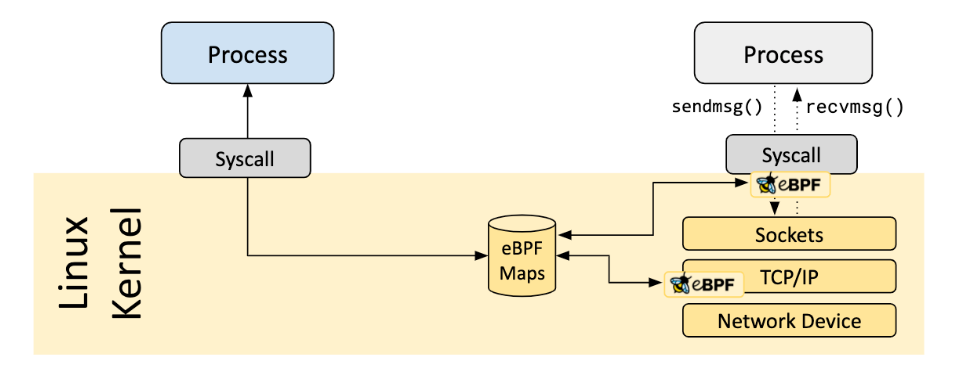 Process
Process
sendmsg()
recvmsg()
Syscall
Syscall
eBPF
Linux
Kernel
eBPF
Maps
Sockets
TCP/IP
eBPF
Network Device